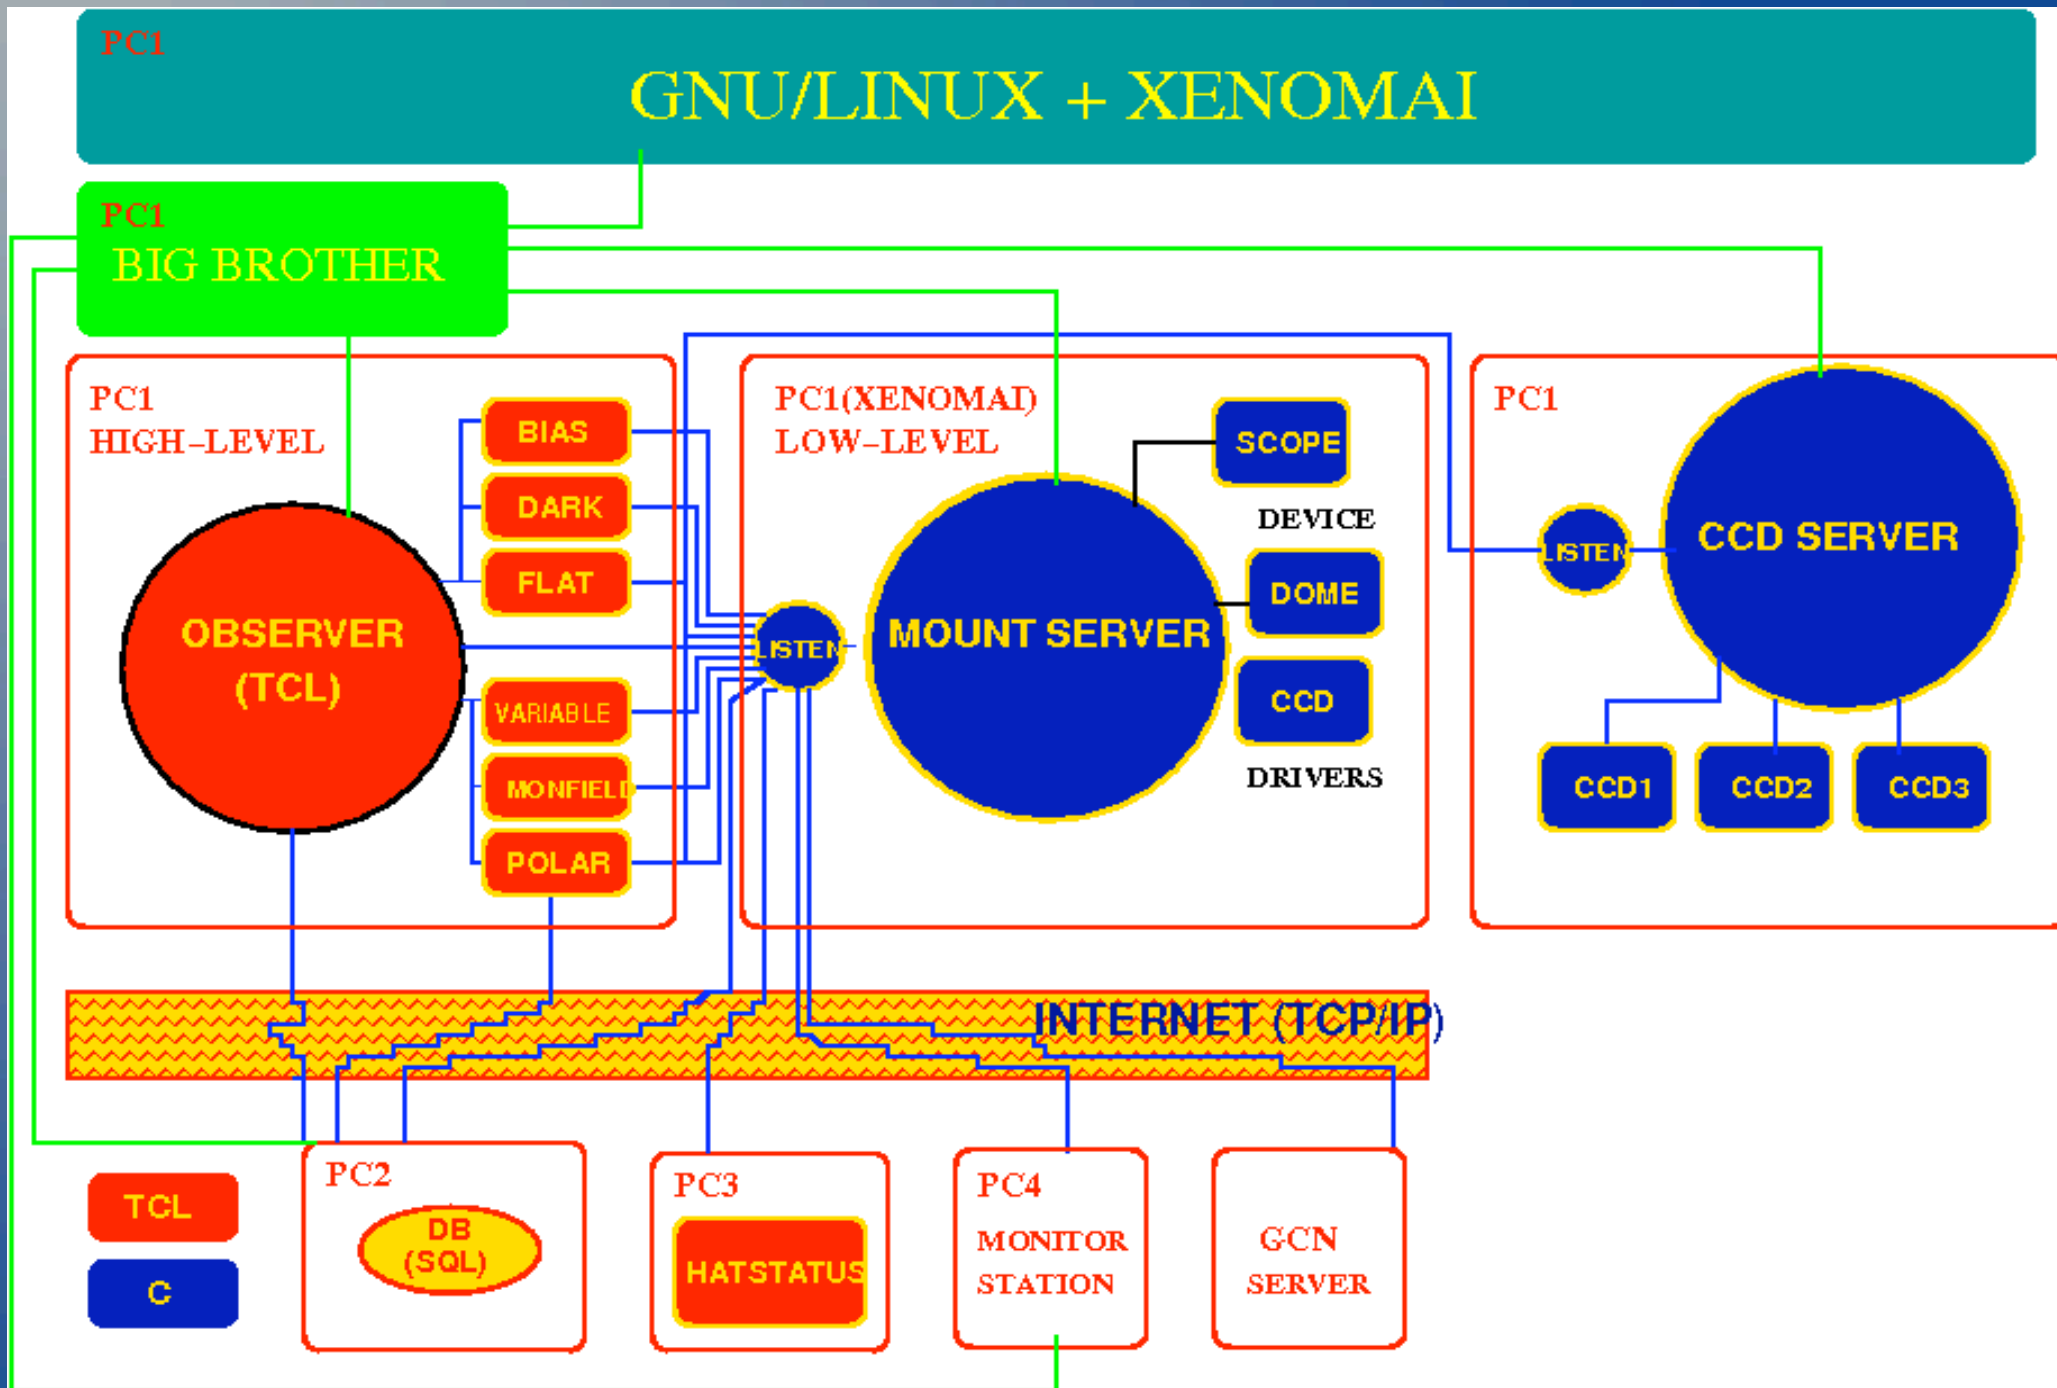 PC1
GNU/LINUX + XENOMAI
PC1
BIG BROTHER
PC1
HIGH–LEVEL
BIAS
DARK
FLAT
OBSERVER
(TCL)
VARIABLE
MONFIELD
POLAR
PC1(XENOMAI)
LOW–LEVEL
SCOPE
DEVICE
DOME
LISTEN
MOUNT SERVER
CCD
DRIVERS
PC1
LISTEN
CCD SERVER
CCD1
CCD2
CCD3
INTERNET (TCP/IP)
TCL
C
PC2
DB
(SQL)
PC3
HATSTATUS
PC4
MONITOR
STATION
GCN
SERVER